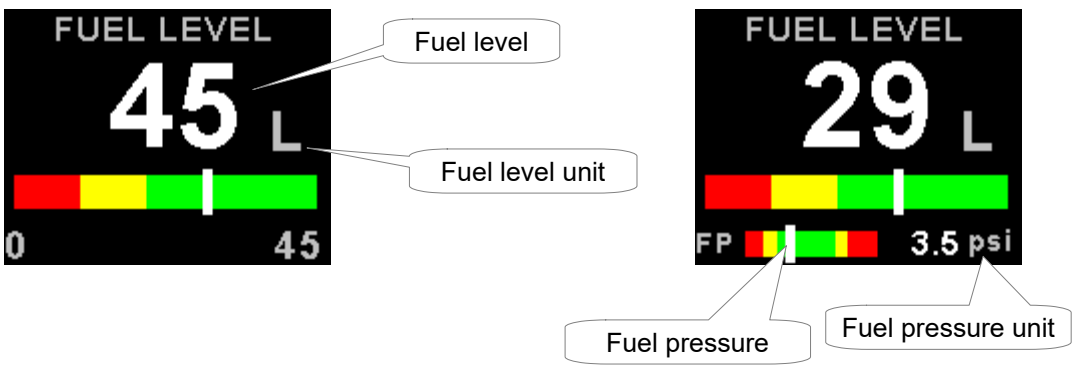 FUEL LEVEL
45 L
0 45
Fuel level
Fuel level unit
FUEL LEVEL
29 L
FP 3.5 psi
Fuel pressure
Fuel pressure unit